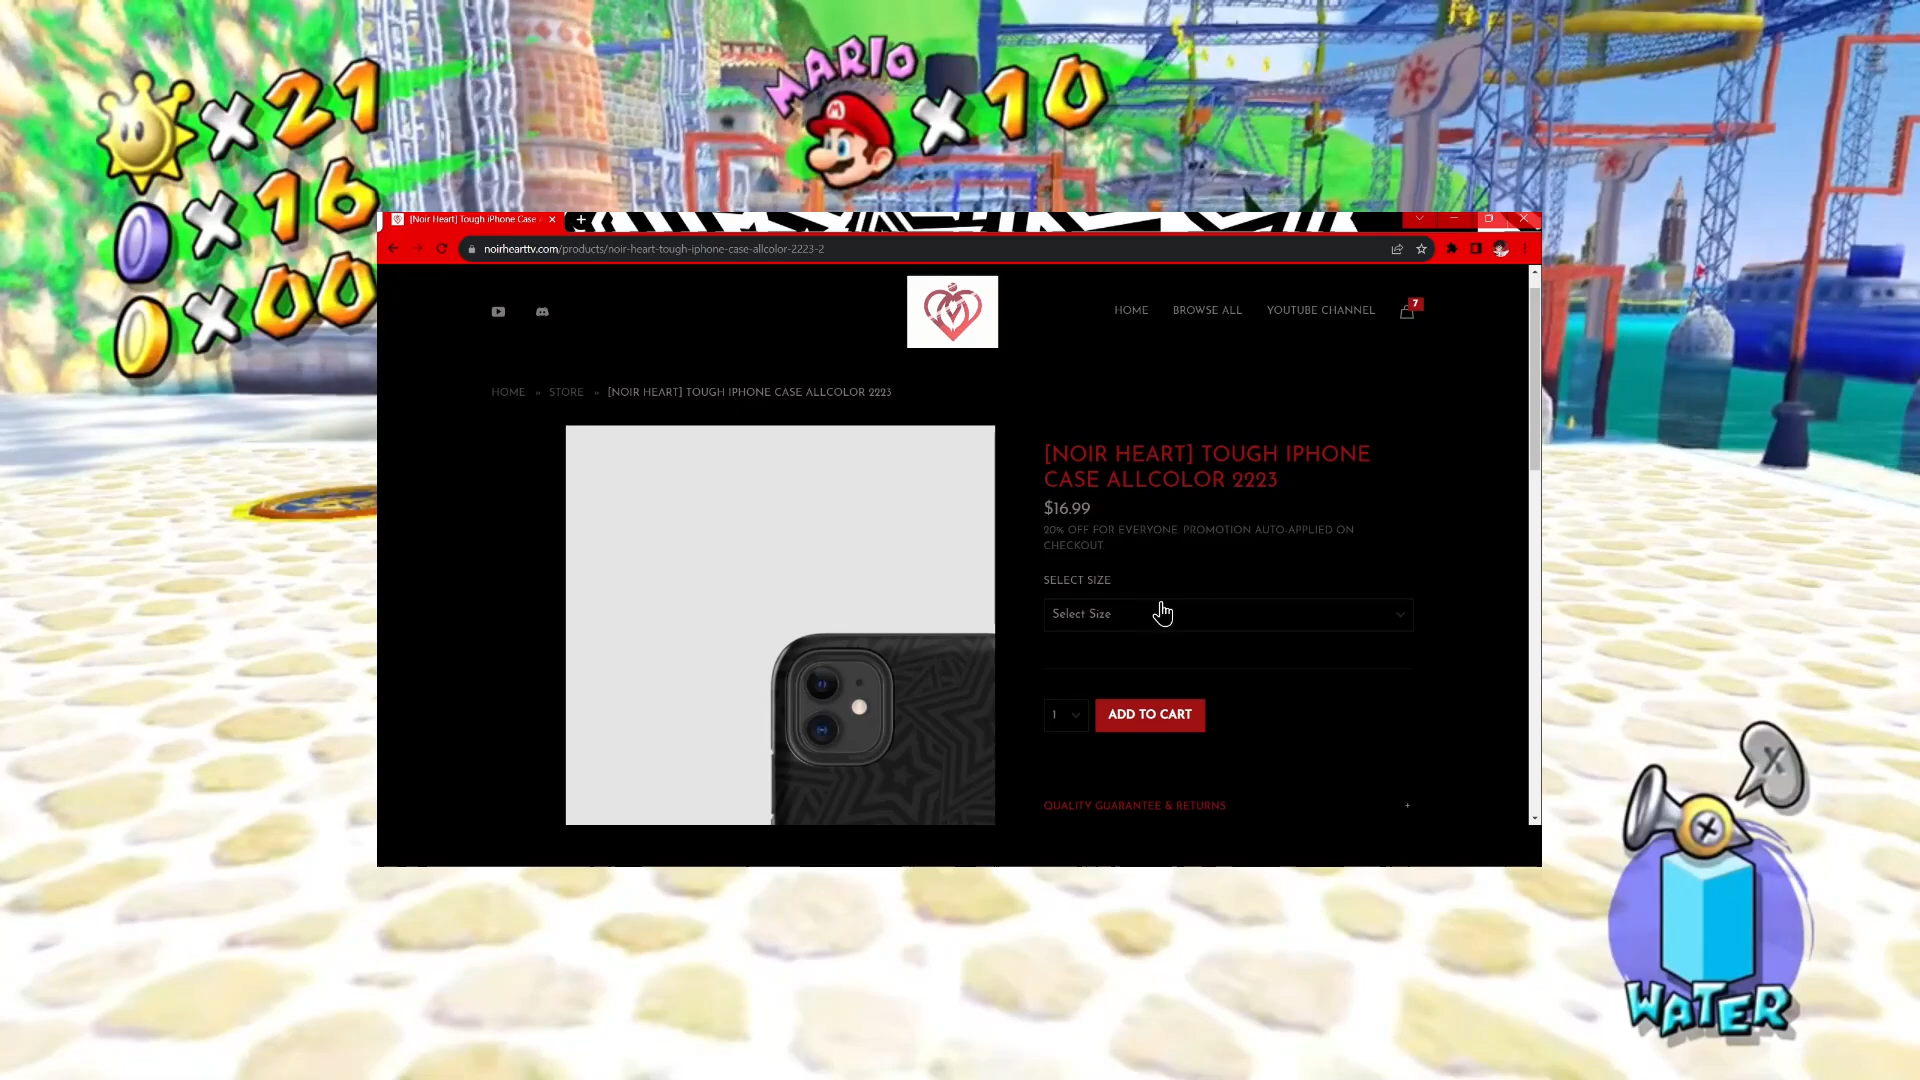 MARIO
×21
×10
×16
×00
[Noir Heart] Tough iPhone Case
noirhearttv.com/products/noir-heart-tough-iphone-case-allcolor-2223-2
HOME BROWSE ALL YOUTUBE CHANNEL 7
HOME » STORE » [NOIR HEART] TOUGH IPHONE CASE ALLCOLOR 2223
[NOIR HEART] TOUGH IPHONE
CASE ALLCOLOR 2223
$16.99
20% OFF FOR EVERYONE. PROMOTION AUTO-APPLIED ON
CHECKOUT.
SELECT SIZE
Select Size
1 ADD TO CART
QUALITY GUARANTEE & RETURNS +
X
WATER